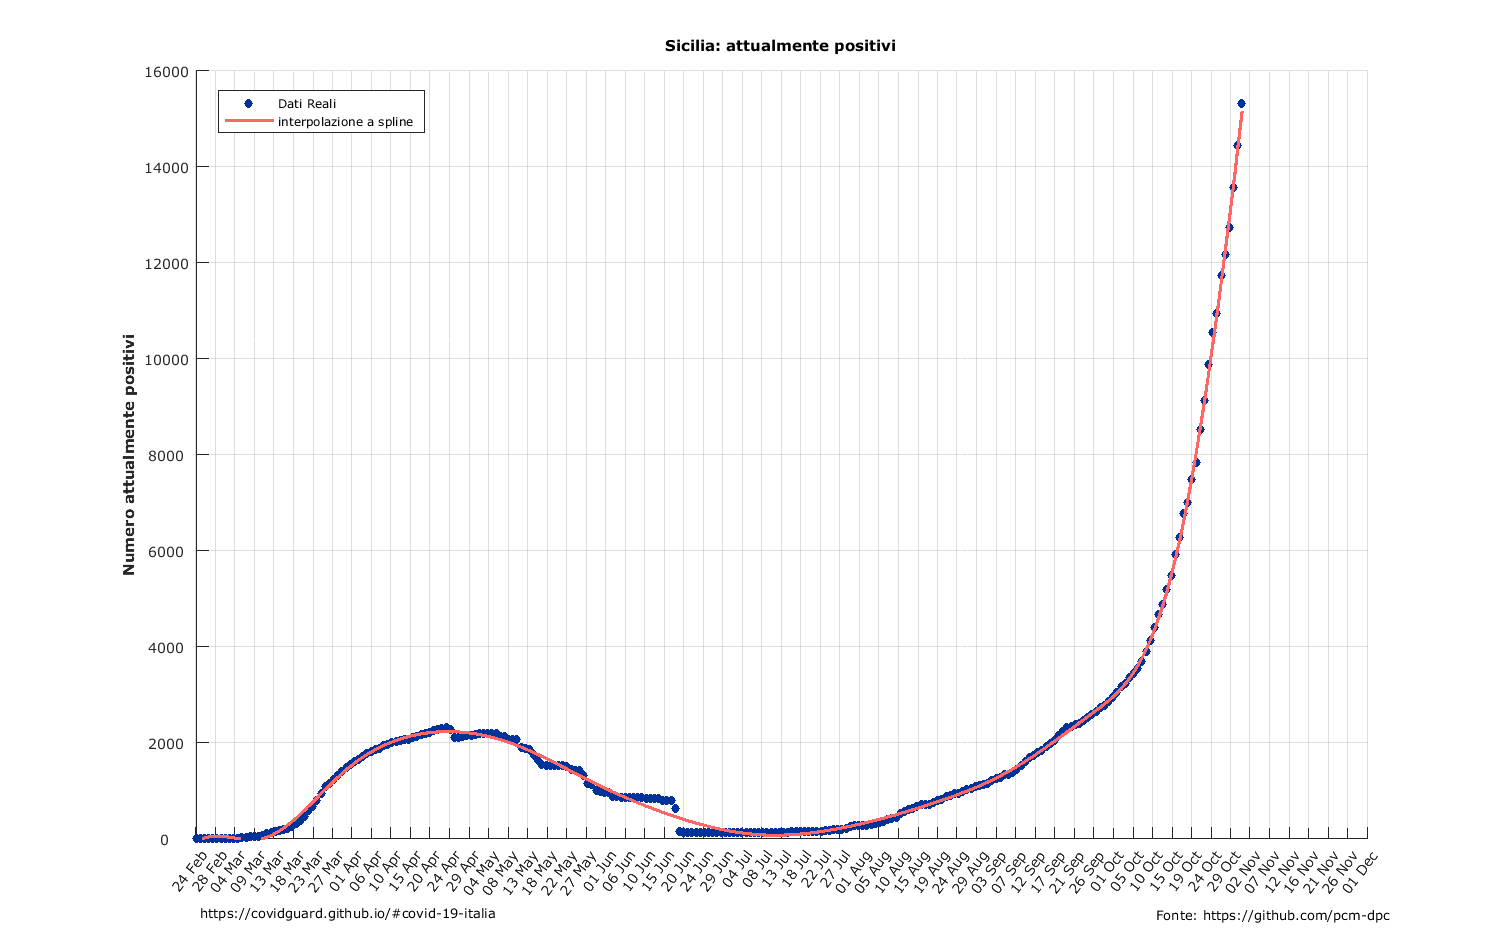 Sicilia: attualmente positivi
Dati Reali
interpolazione a spline
Numero attualmente positivi
16000
14000
12000
10000
8000
6000
4000
2000
0
24 Feb
28 Feb
04 Mar
09 Mar
13 Mar
18 Mar
23 Mar
27 Mar
01 Apr
06 Apr
10 Apr
15 Apr
20 Apr
24 Apr
29 Apr
04 May
08 May
13 May
18 May
22 May
27 May
01 Jun
06 Jun
10 Jun
15 Jun
20 Jun
24 Jun
29 Jun
04 Jul
08 Jul
13 Jul
18 Jul
22 Jul
27 Jul
01 Aug
05 Aug
10 Aug
15 Aug
19 Aug
24 Aug
29 Aug
03 Sep
07 Sep
12 Sep
17 Sep
21 Sep
26 Sep
01 Oct
05 Oct
10 Oct
15 Oct
19 Oct
24 Oct
29 Oct
02 Nov
07 Nov
12 Nov
16 Nov
21 Nov
26 Nov
01 Dec
https://covidguard.github.io/#covid-19-italia
Fonte: https://github.com/pcm-dpc